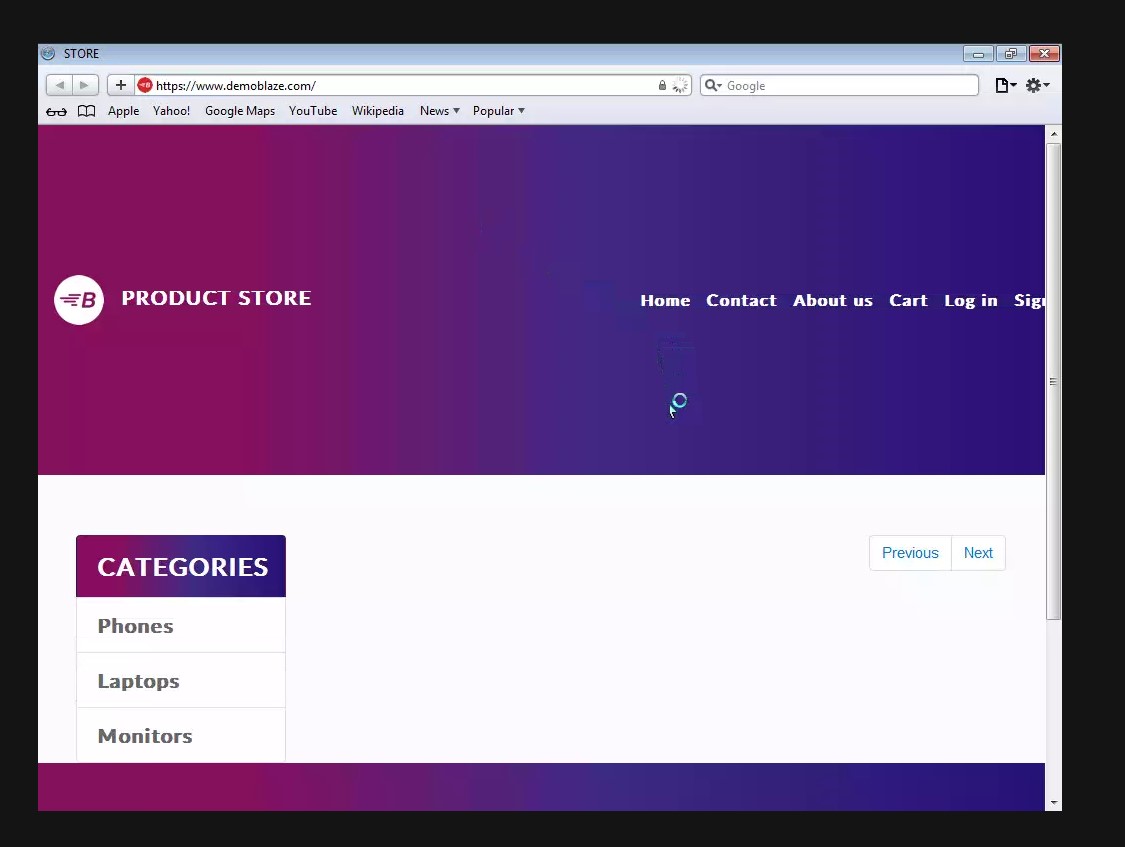 STORE
https://www.demoblaze.com/
Google
Apple Yahoo! Google Maps YouTube Wikipedia News Popular
B PRODUCT STORE
Home Contact About us Cart Log in Sign
CATEGORIES
Previous Next
Phones
Laptops
Monitors